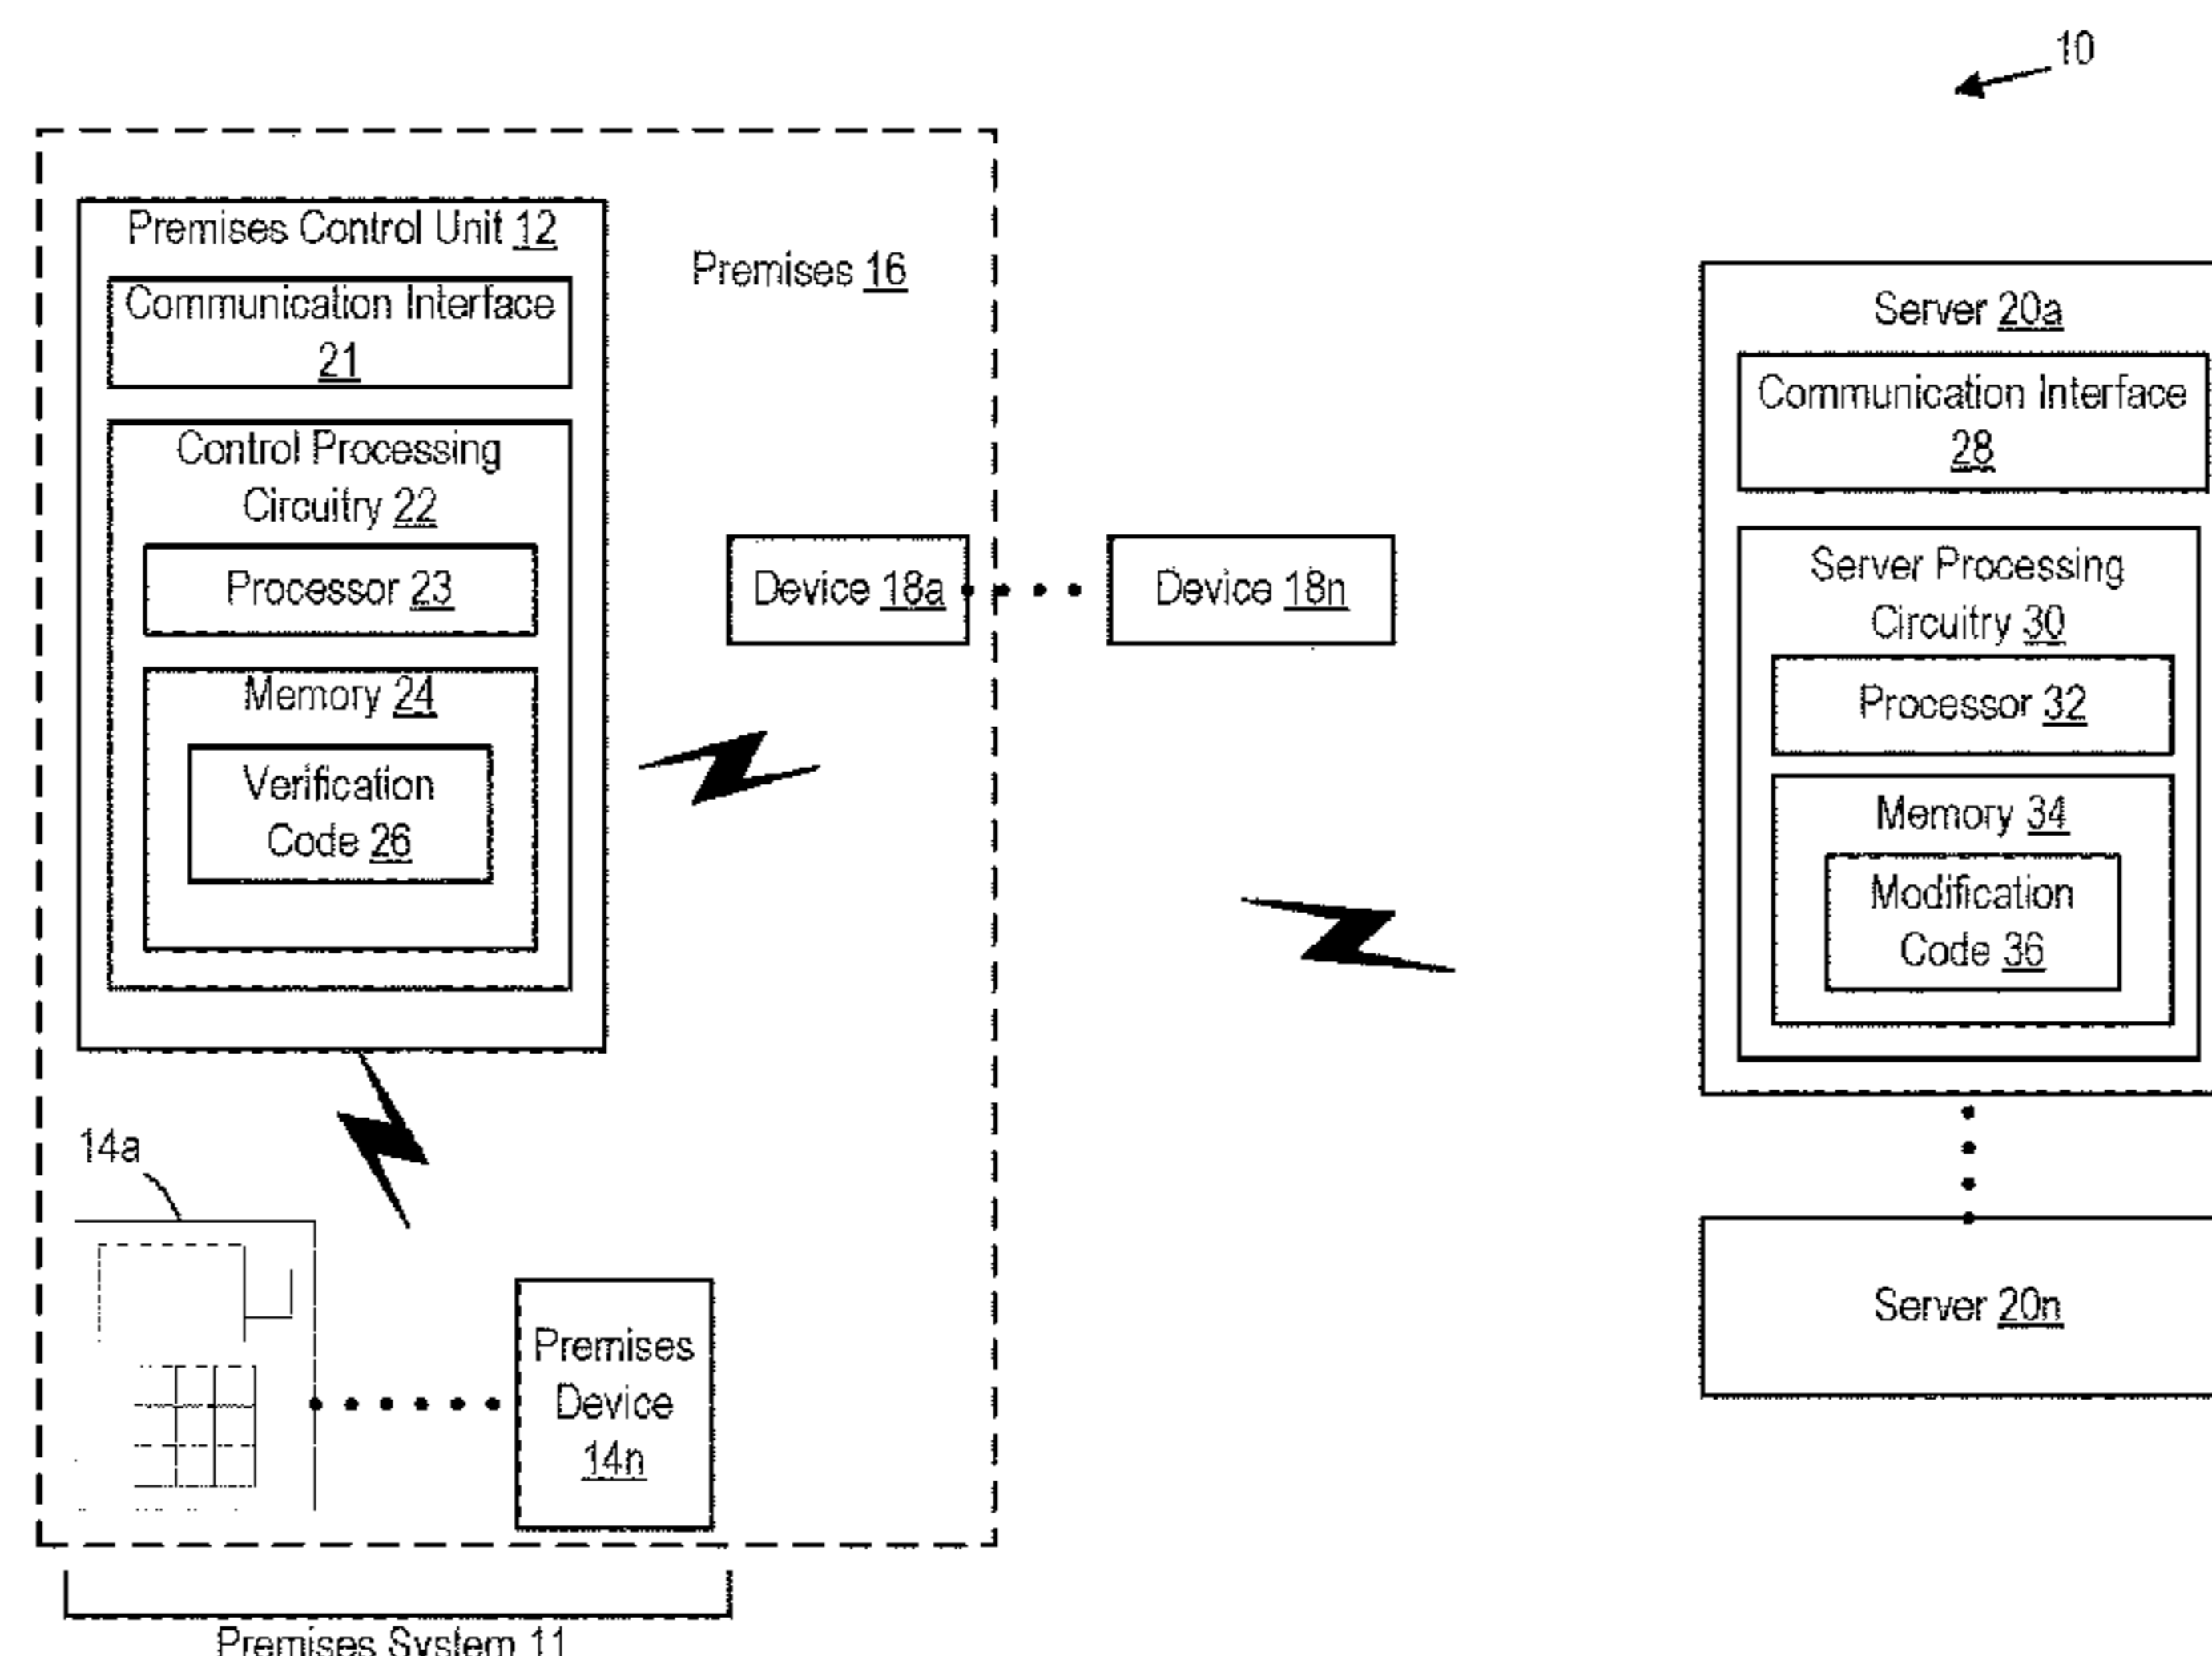 10
Premises Control Unit 12
Communication Interface
21
Control Processing
Circuitry 22
Processor 23
Memory 24
Verification
Code 26
Premises 16
Device 18a
Device 18n
Server 20a
Communication Interface
28
Server Processing
Circuitry 30
Processor 32
Memory 34
Modification
Code 36
Server 20n
14a
Premises
Device
14n
Premises System 11